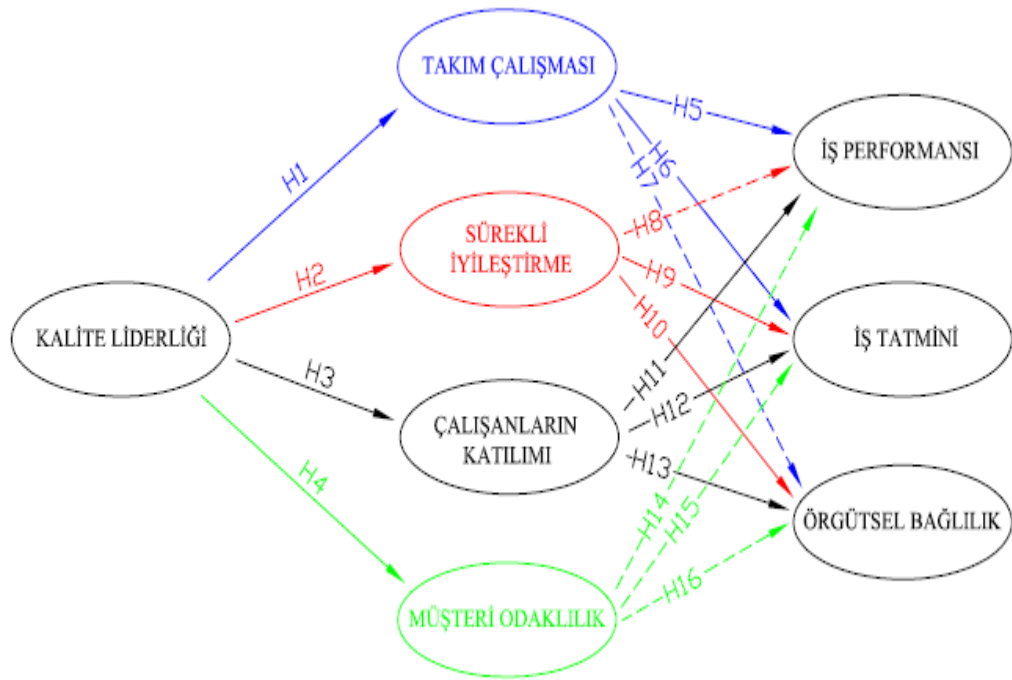 TAKIM ÇALIŞMASI
H5
İŞ PERFORMANSI
H6
H7
H1
SÜREKLİ
İYİLEŞTİRME
H8
H9
H10
H2
KALİTE LİDERLİĞİ
İŞ TATMİNİ
H3
ÇALIŞANLARIN
KATILIMI
H11
H12
H13
ÖRGÜTSEL BAĞLILIK
H4
H14
H15
H16
MÜŞTERİ ODAKLILIK